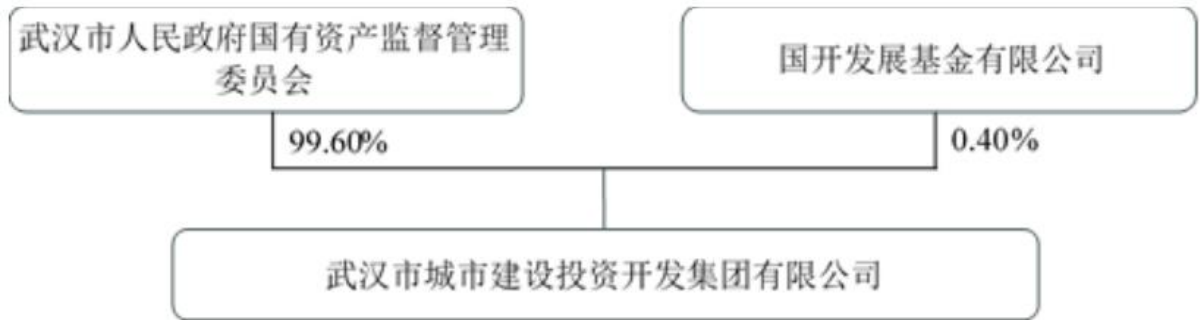 武汉市人民政府国有资产监督管理
委员会
国开发展基金有限公司
99.60%
0.40%
武汉市城市建设投资开发集团有限公司